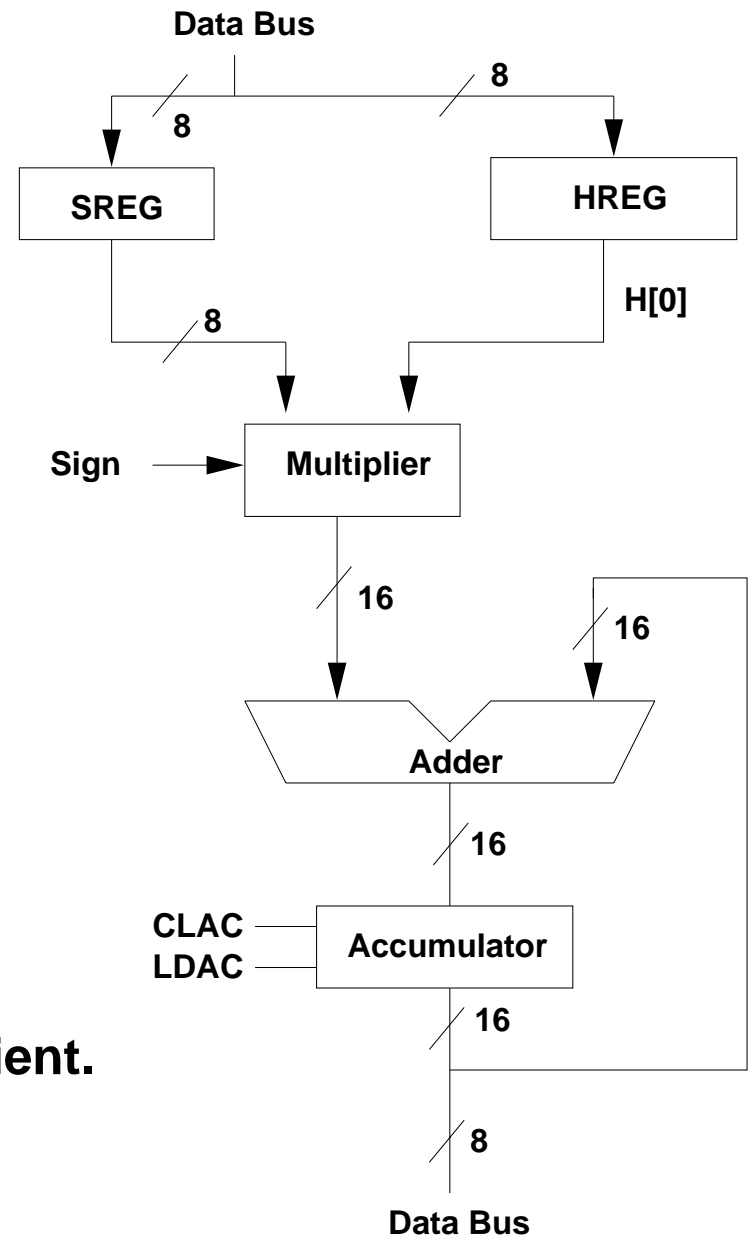 Data Bus
8
8
SREG
HREG
H[0]
8
Sign
Multiplier
16
16
Adder
16
CLAC
LDAC
Accumulator
16
ient.
8
Data Bus